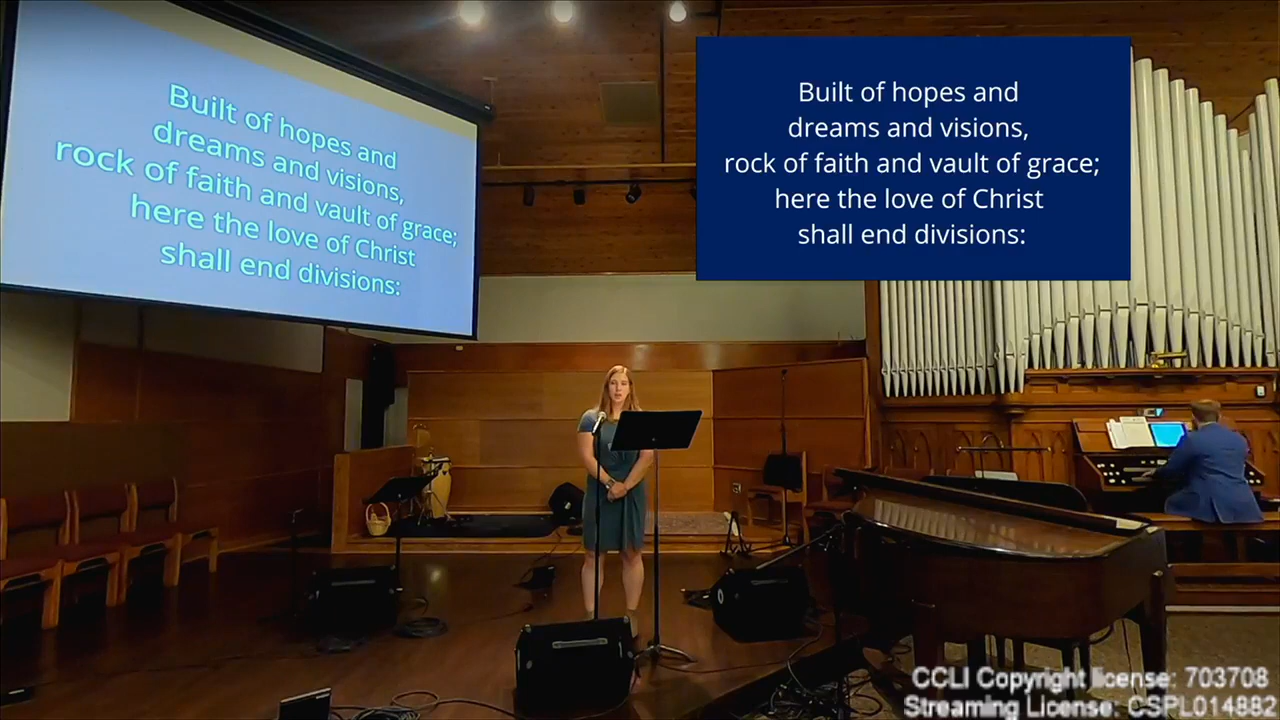 Built of hopes and
dreams and visions,
rock of faith and vault of grace;
here the love of Christ
shall end divisions:
Built of hopes and
dreams and visions,
rock of faith and vault of grace;
here the love of Christ
shall end divisions:
CCLI Copyright license: 703708
Streaming License: CSPL014882